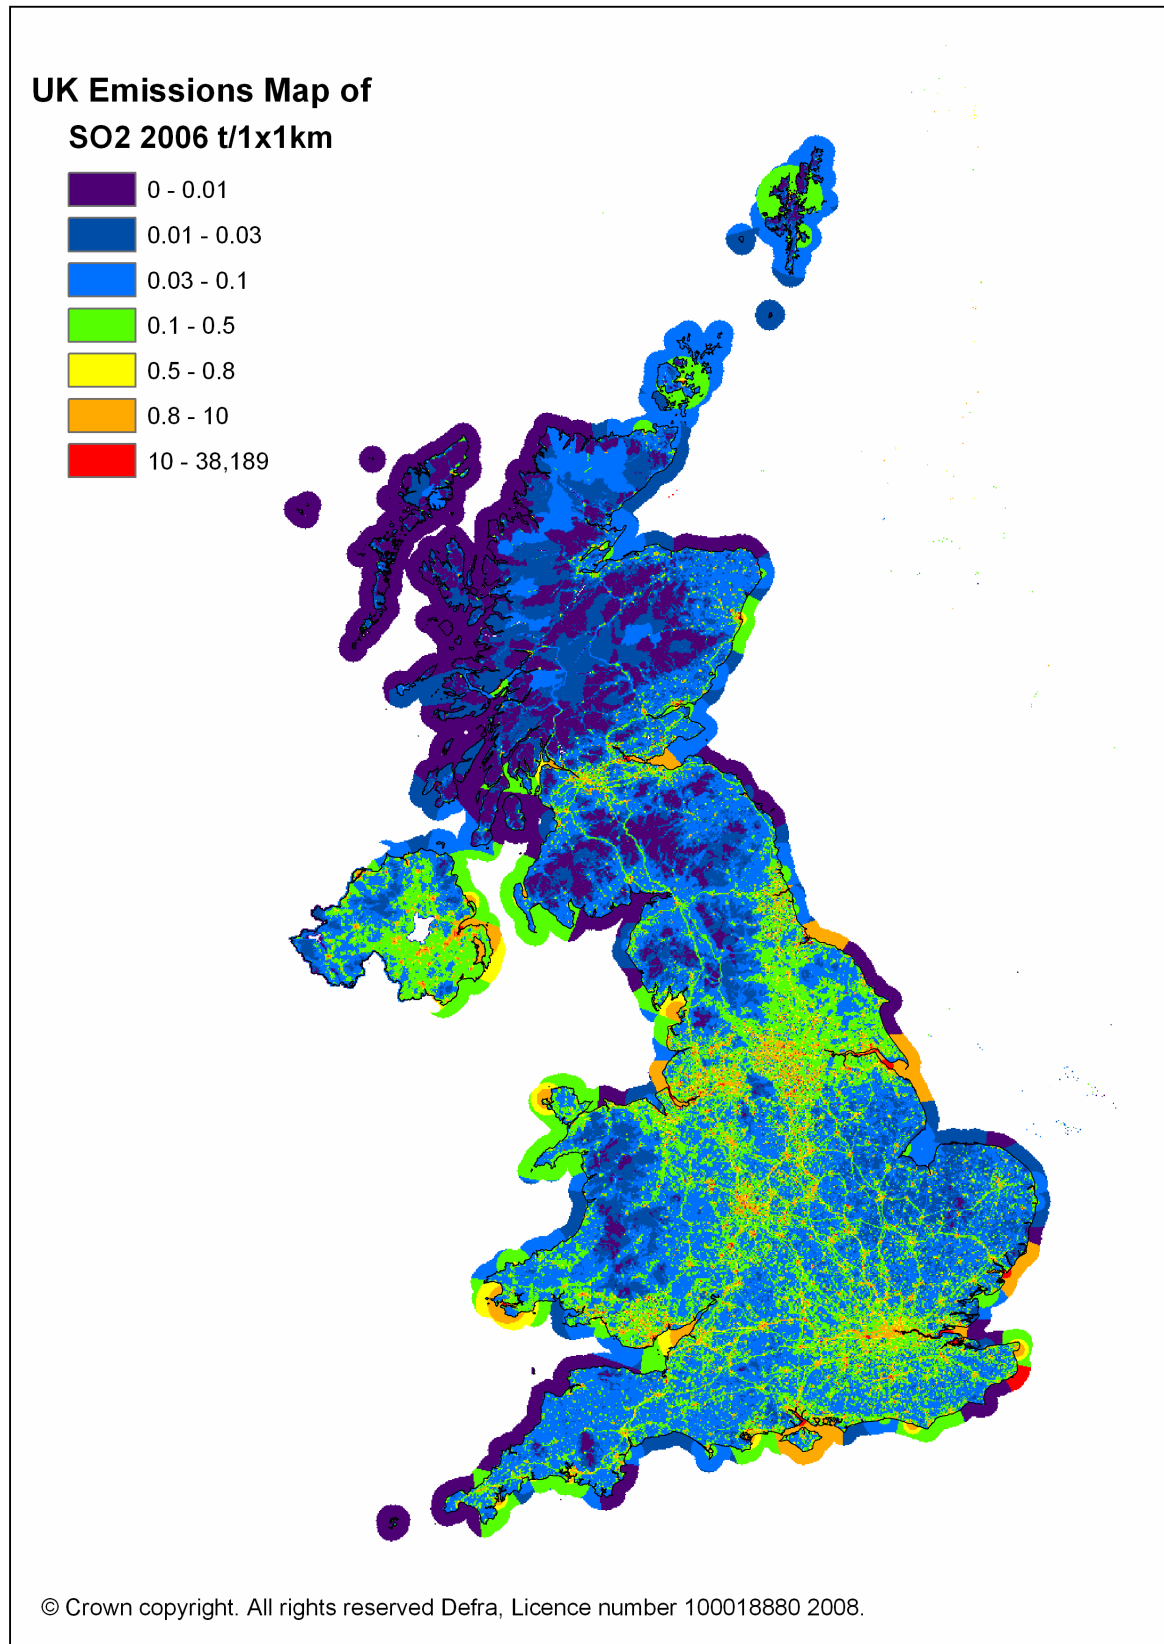 UK Emissions Map of
SO2 2006 t/1x1km
0 - 0.01
0.01 - 0.03
0.03 - 0.1
0.1 - 0.5
0.5 - 0.8
0.8 - 10
10 - 38,189
© Crown copyright. All rights reserved Defra, Licence number 100018880 2008.